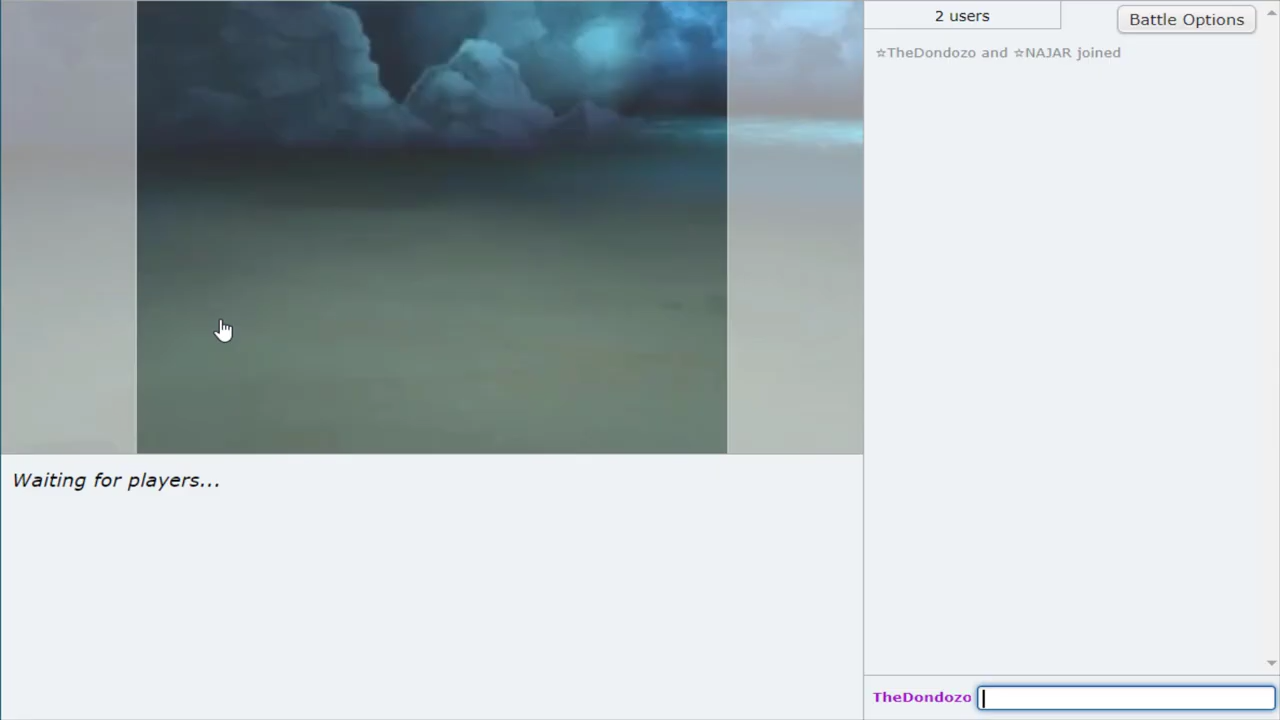 2 users
Battle Options
☆TheDondozo and ☆NAJAR joined
Waiting for players...
TheDondozo